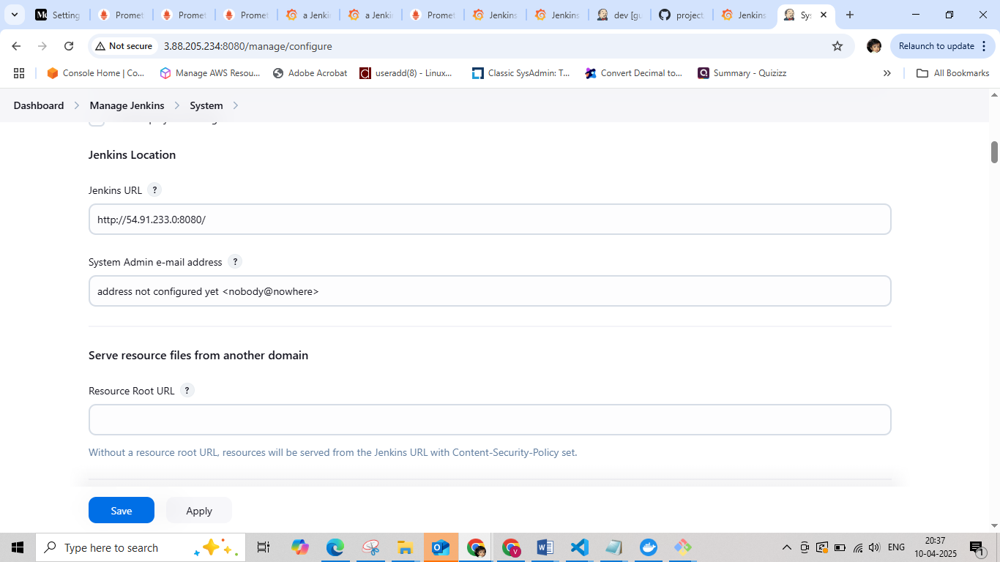 Setting
Promet
Promet
Promet
a Jenki
a Jenki
Promet
Jenkins
Jenkins
dev [gu
project
Jenkins
Sys
Not secure
3.88.205.234:8080/manage/configure
Relaunch to update
Console Home | Co...
Manage AWS Resou...
Adobe Acrobat
useradd(8) - Linux...
Classic SysAdmin: T...
Convert Decimal to...
Summary - Quizizz
All Bookmarks
Dashboard
Manage Jenkins
System
Jenkins Location
Jenkins URL ?
http://54.91.233.0:8080/
System Admin e-mail address ?
address not configured yet <nobody@nowhere>
Serve resource files from another domain
Resource Root URL ?
Without a resource root URL, resources will be served from the Jenkins URL with Content-Security-Policy set.
Save
Apply
Type here to search
ENG
20:37
10-04-2025
1